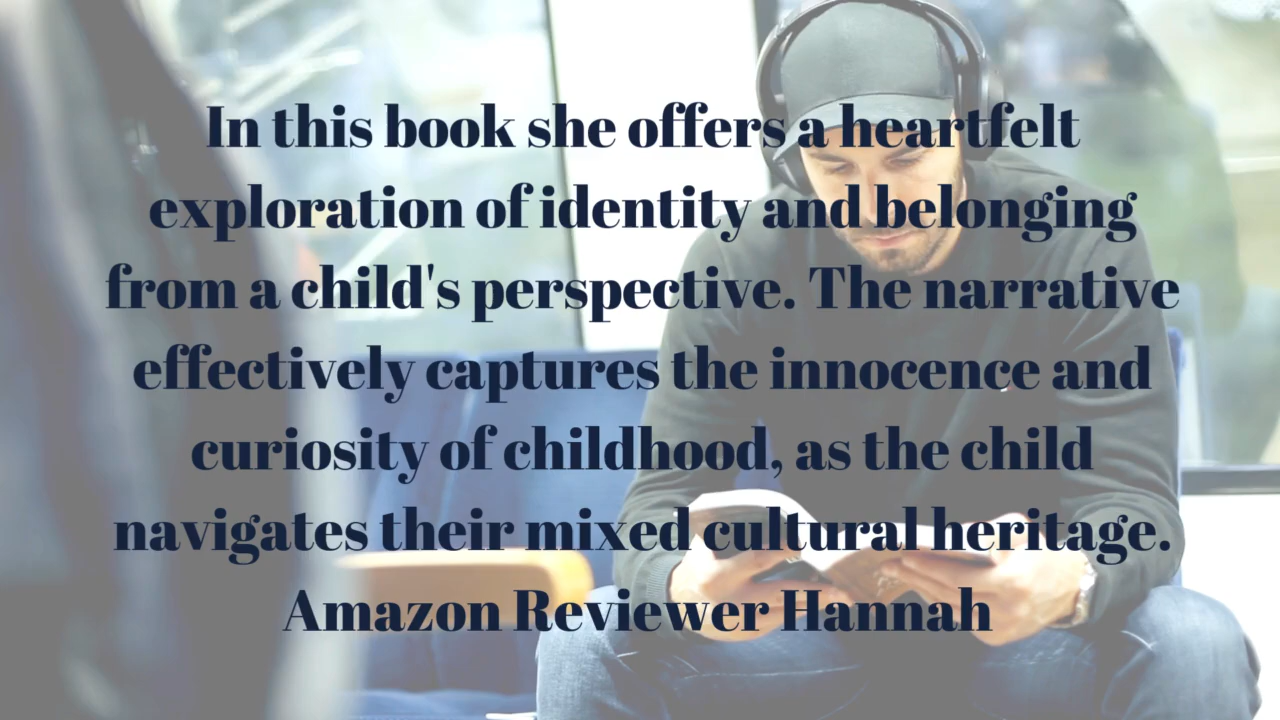 In this book she offers a heartfelt
exploration of identity and belonging
from a child's perspective. The narrative
effectively captures the innocence and
curiosity of childhood, as the child
navigates their mixed cultural heritage.
Amazon Reviewer Hannah